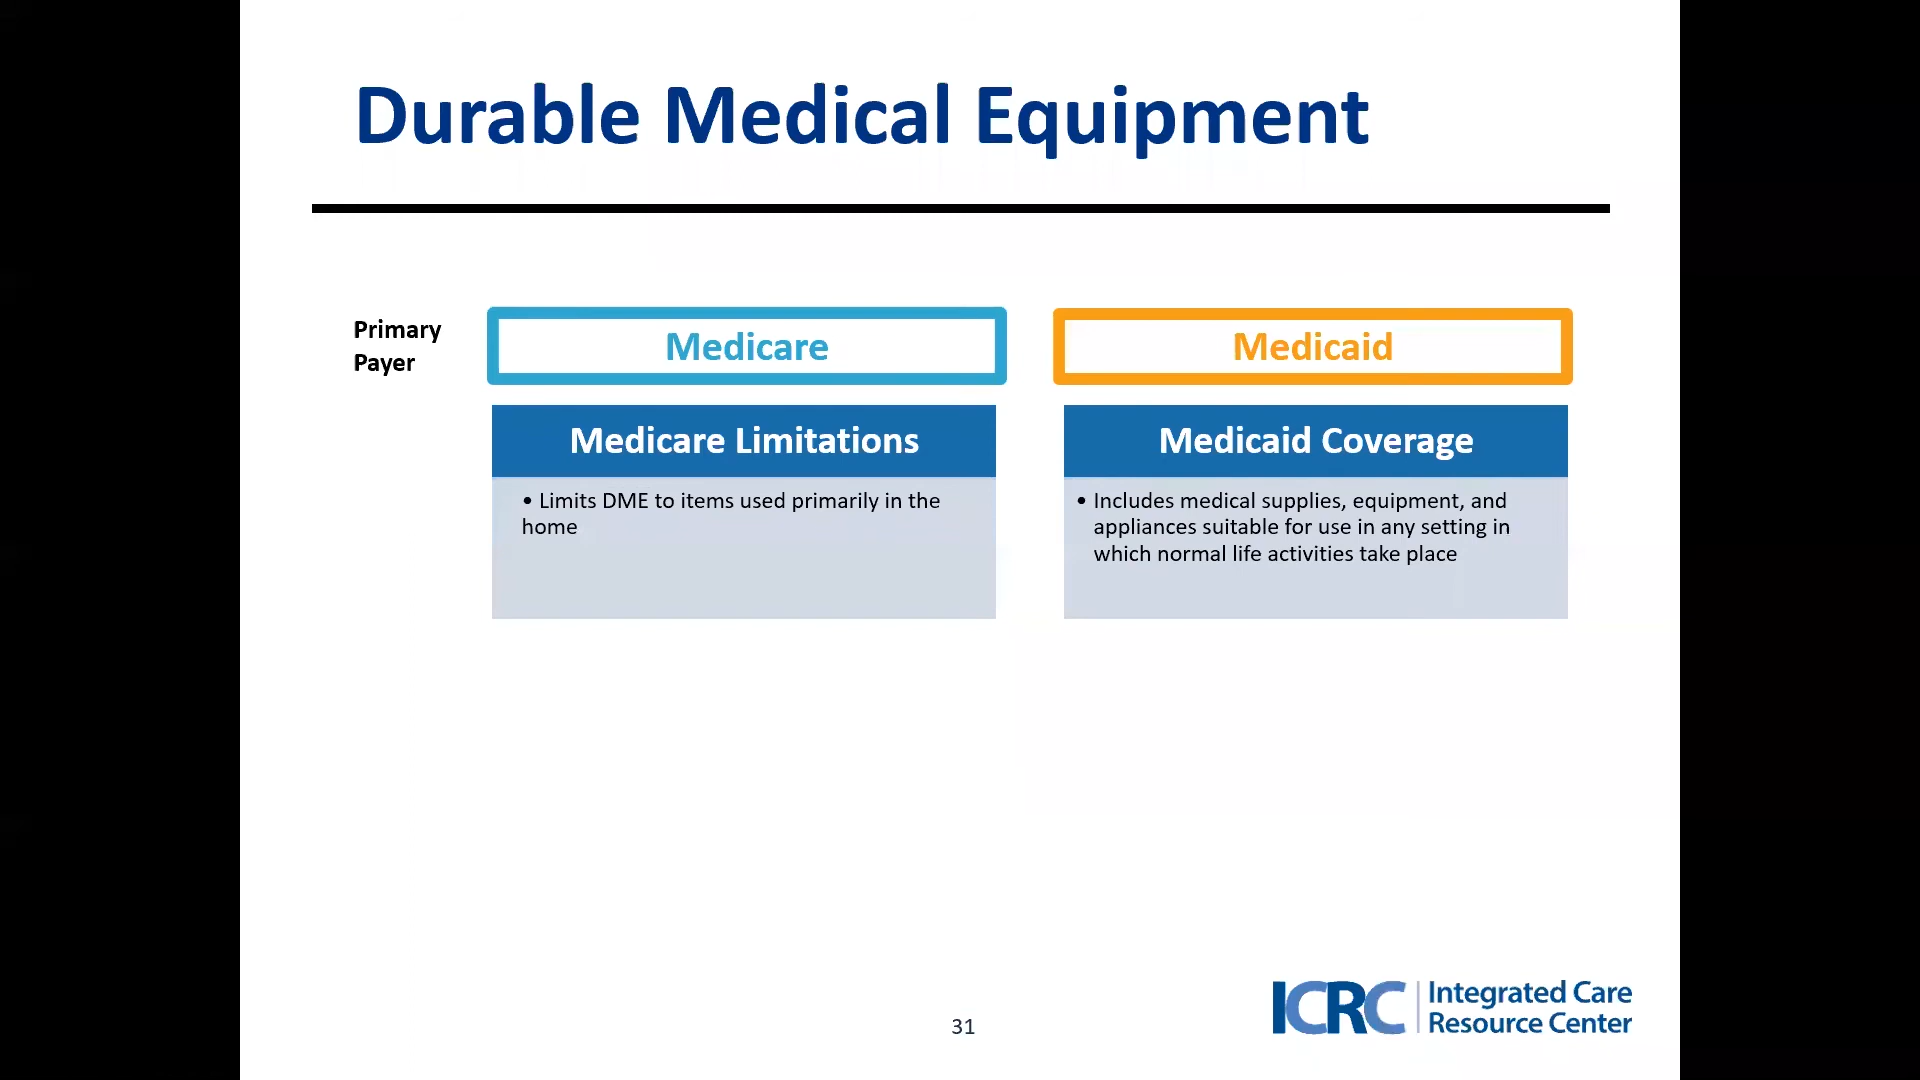 Durable Medical Equipment
Primary
Payer
Medicare
Medicaid
Medicare Limitations
• Limits DME to items used primarily in the
home
Medicaid Coverage
• Includes medical supplies, equipment, and
appliances suitable for use in any setting in
which normal life activities take place
31
ICRC
Integrated Care
Resource Center